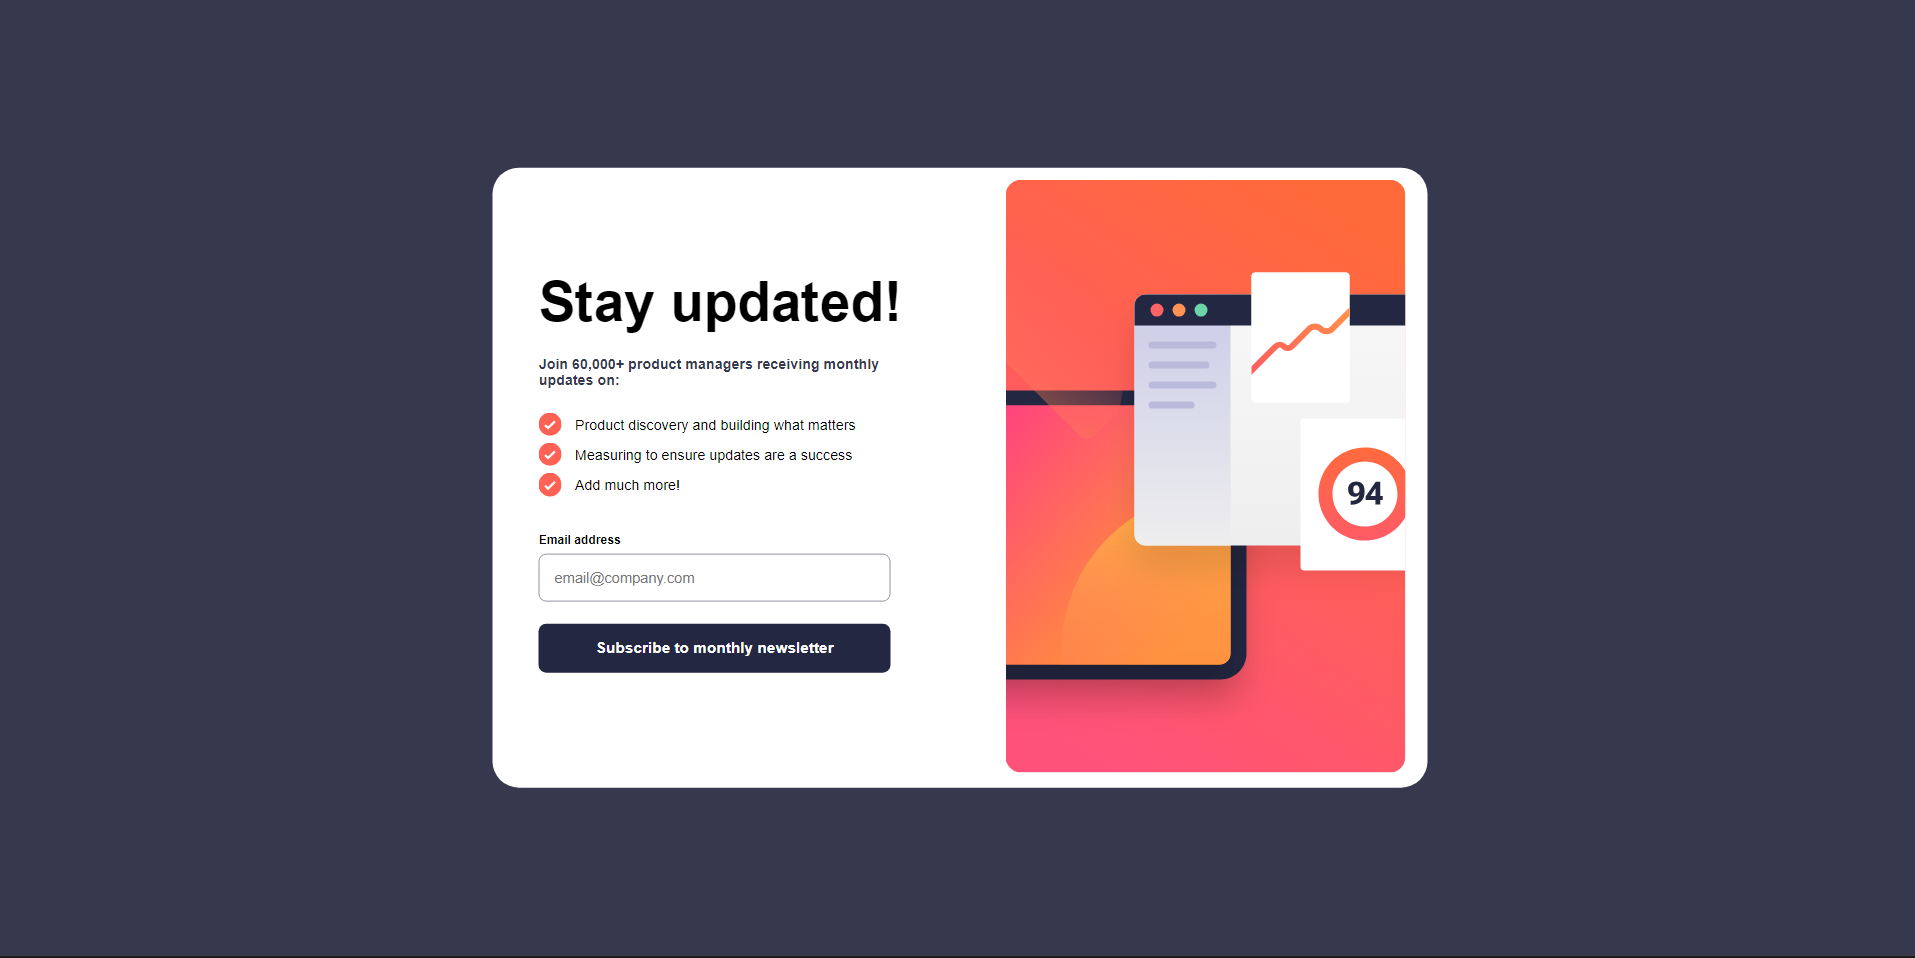 Stay updated!
Join 60,000+ product managers receiving monthly
updates on:
Product discovery and building what matters
Measuring to ensure updates are a success
Add much more!
Email address
email@company.com
Subscribe to monthly newsletter
94